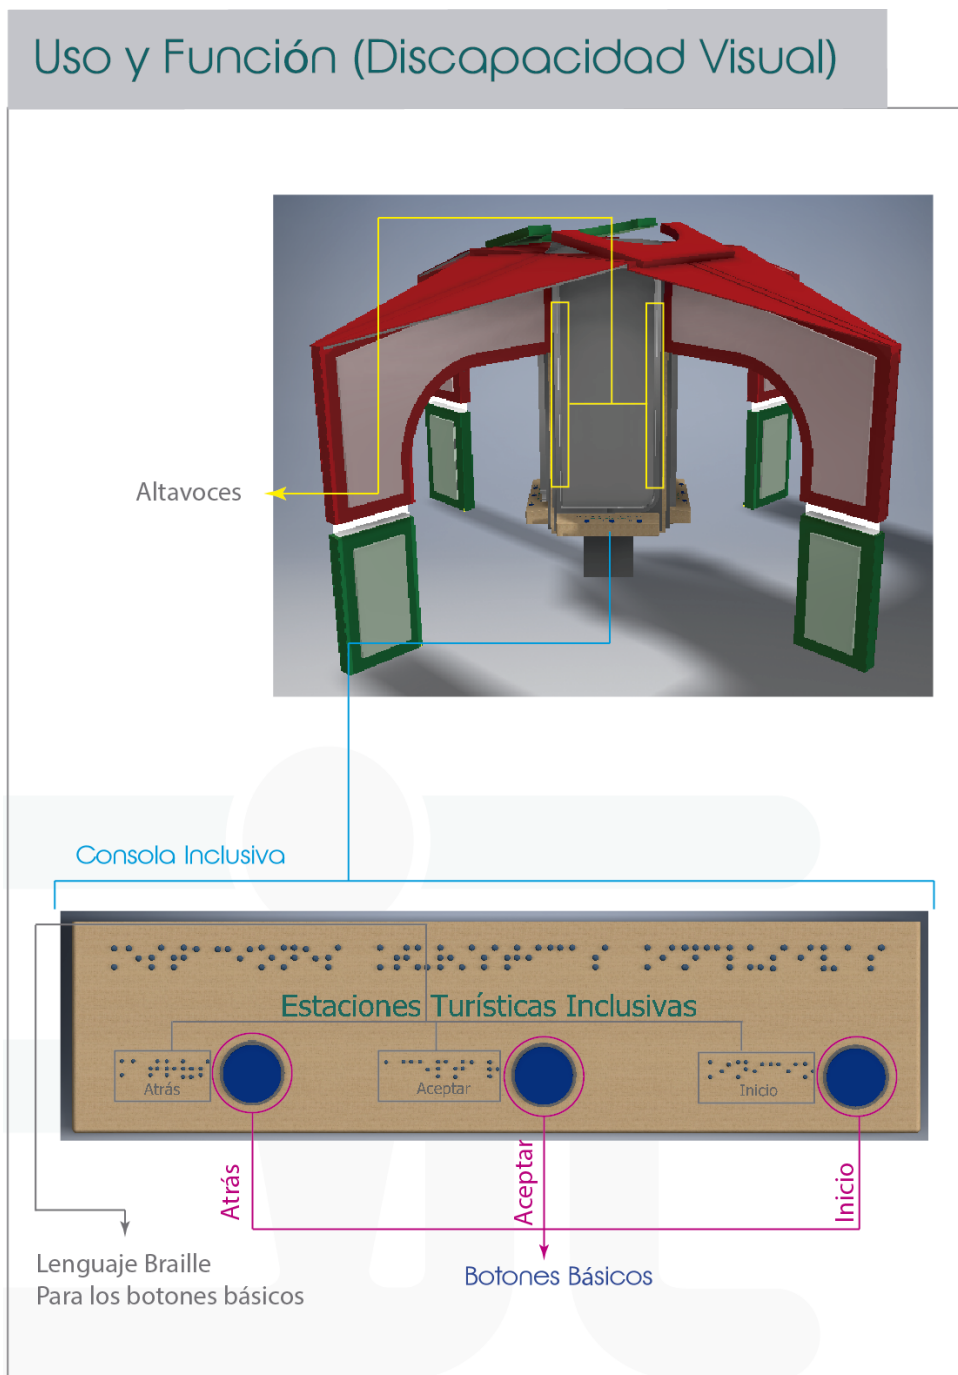 Uso y Función (Discapacidad Visual)
Altavoces
Consola Inclusiva
Estaciones Turísticas Inclusivas
Atrás
Aceptar
Inicio
Atrás
Aceptar
Inicio
Lenguaje Braille
Para los botones básicos
Botones Básicos